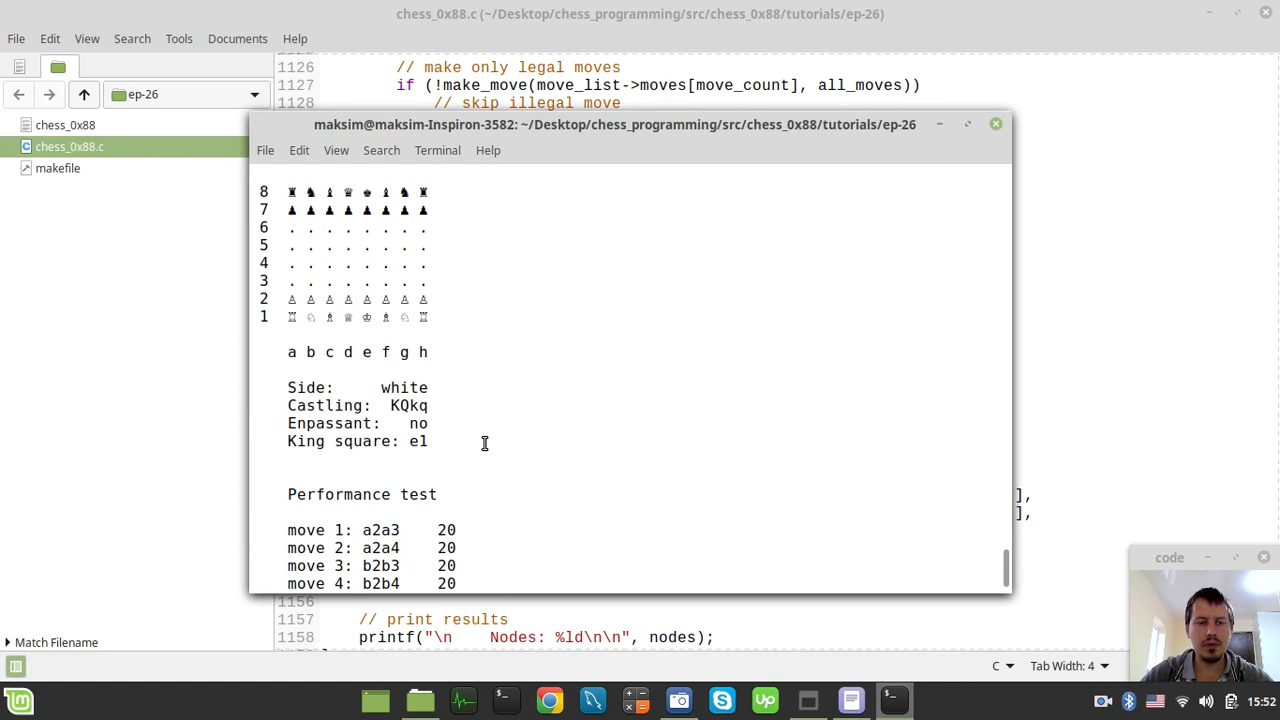 chess_0x88.c (~/Desktop/chess_programming/src/chess_0x88/tutorials/ep-26)
File Edit View Search Tools Documents Help
ep-26
chess_0x88
chess_0x88.c
makefile
1126 // make only legal moves
1127 if (!make_move(move_list->moves[move_count], all_moves))
1128 // skip illegal move
maksim@maksim-Inspiron-3582: ~/Desktop/chess_programming/src/chess_0x88/tutorials/ep-26
File Edit View Search Terminal Help
8 ♜ ♞ ♝ ♛ ♚ ♝ ♞ ♜
7 ♟ ♟ ♟ ♟ ♟ ♟ ♟ ♟
6 . . . . . . . .
5 . . . . . . . .
4 . . . . . . . .
3 . . . . . . . .
2 ♙ ♙ ♙ ♙ ♙ ♙ ♙ ♙
1 ♖ ♘ ♗ ♕ ♔ ♗ ♘ ♖
a b c d e f g h
Side: white
Castling: KQkq
Enpassant: no
King square: e1
Performance test
move 1: a2a3 20
move 2: a2a4 20
move 3: b2b3 20
move 4: b2b4 20
],
],
code
1156
1157 // print results
1158 printf("\n Nodes: %ld\n\n", nodes);
Match Filename
C Tab Width: 4
Up
15:52